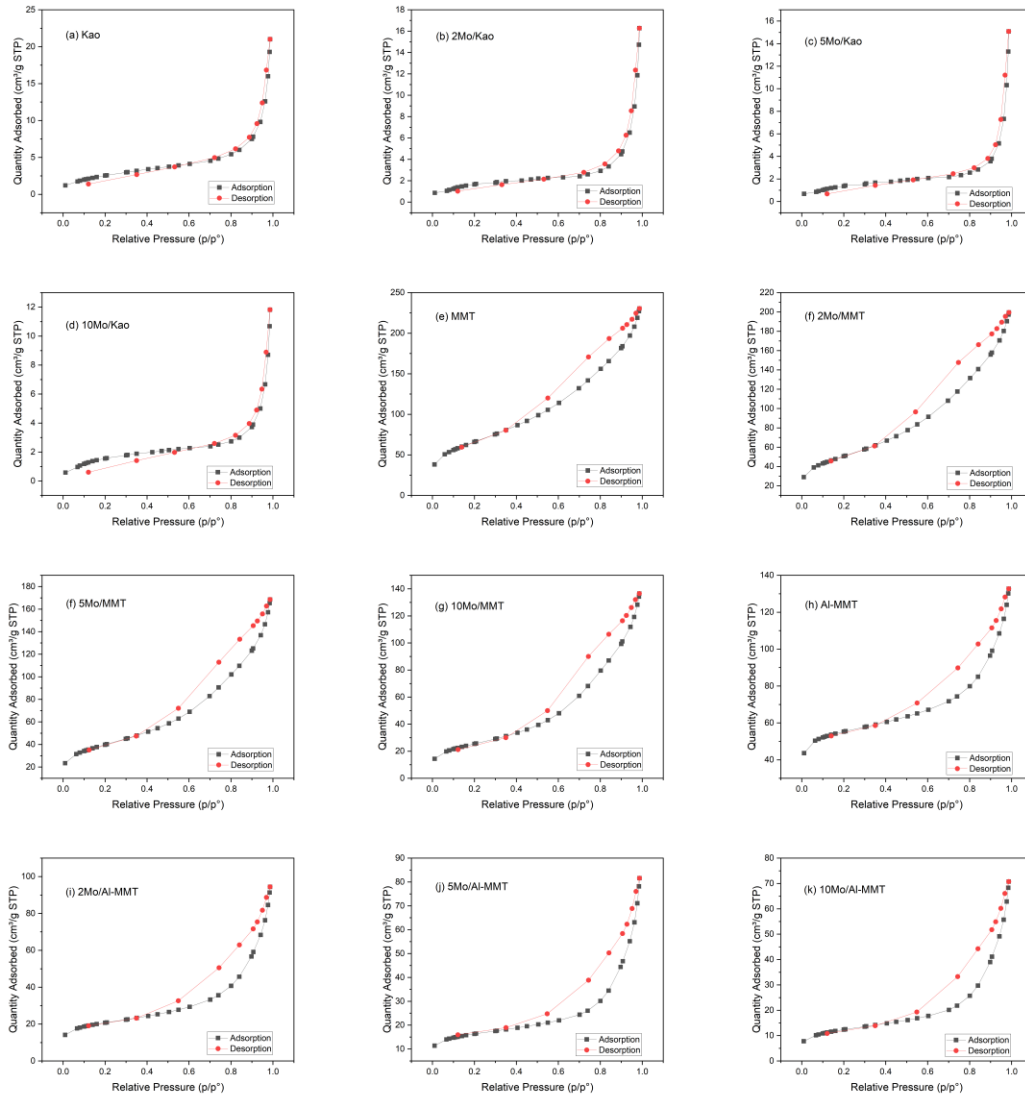 (a) Kao
Quantity Adsorbed (cm³/g STP)
25
20
15
10
5
0
0.0 0.2 0.4 0.6 0.8 1.0
Relative Pressure (p/p°)
Adsorption
Desorption
(b) 2Mo/Kao
Quantity Adsorbed (cm³/g STP)
18
16
14
12
10
8
6
4
2
0
0.0 0.2 0.4 0.6 0.8 1.0
Relative Pressure (p/p°)
Adsorption
Desorption
(c) 5Mo/Kao
Quantity Adsorbed (cm³/g STP)
16
14
12
10
8
6
4
2
0
0.0 0.2 0.4 0.6 0.8 1.0
Relative Pressure (p/p°)
Adsorption
Desorption
(d) 10Mo/Kao
Quantity Adsorbed (cm³/g STP)
12
10
8
6
4
2
0
0.0 0.2 0.4 0.6 0.8 1.0
Relative Pressure (p/p°)
Adsorption
Desorption
(e) MMT
Quantity Adsorbed (cm³/g STP)
250
200
150
100
50
0
0.0 0.2 0.4 0.6 0.8 1.0
Relative Pressure (p/p°)
Adsorption
Desorption
(f) 2Mo/MMT
Quantity Adsorbed (cm³/g STP)
220
200
180
160
140
120
100
80
60
40
20
0.0 0.2 0.4 0.6 0.8 1.0
Relative Pressure (p/p°)
Adsorption
Desorption
(f) 5Mo/MMT
Quantity Adsorbed (cm³/g STP)
180
160
140
120
100
80
60
40
20
0.0 0.2 0.4 0.6 0.8 1.0
Relative Pressure (p/p°)
Adsorption
Desorption
(g) 10Mo/MMT
Quantity Adsorbed (cm³/g STP)
140
120
100
80
60
40
20
0
0.0 0.2 0.4 0.6 0.8 1.0
Relative Pressure (p/p°)
Adsorption
Desorption
(h) Al-MMT
Quantity Adsorbed (cm³/g STP)
140
120
100
80
60
40
0.0 0.2 0.4 0.6 0.8 1.0
Relative Pressure (p/p°)
Adsorption
Desorption
(i) 2Mo/Al-MMT
Quantity Adsorbed (cm³/g STP)
100
80
60
40
20
0
0.0 0.2 0.4 0.6 0.8 1.0
Relative Pressure (p/p°)
Adsorption
Desorption
(j) 5Mo/Al-MMT
Quantity Adsorbed (cm³/g STP)
90
80
70
60
50
40
30
20
10
0.0 0.2 0.4 0.6 0.8 1.0
Relative Pressure (p/p°)
Adsorption
Desorption
(k) 10Mo/Al-MMT
Quantity Adsorbed (cm³/g STP)
80
70
60
50
40
30
20
10
0
0.0 0.2 0.4 0.6 0.8 1.0
Relative Pressure (p/p°)
Adsorption
Desorption